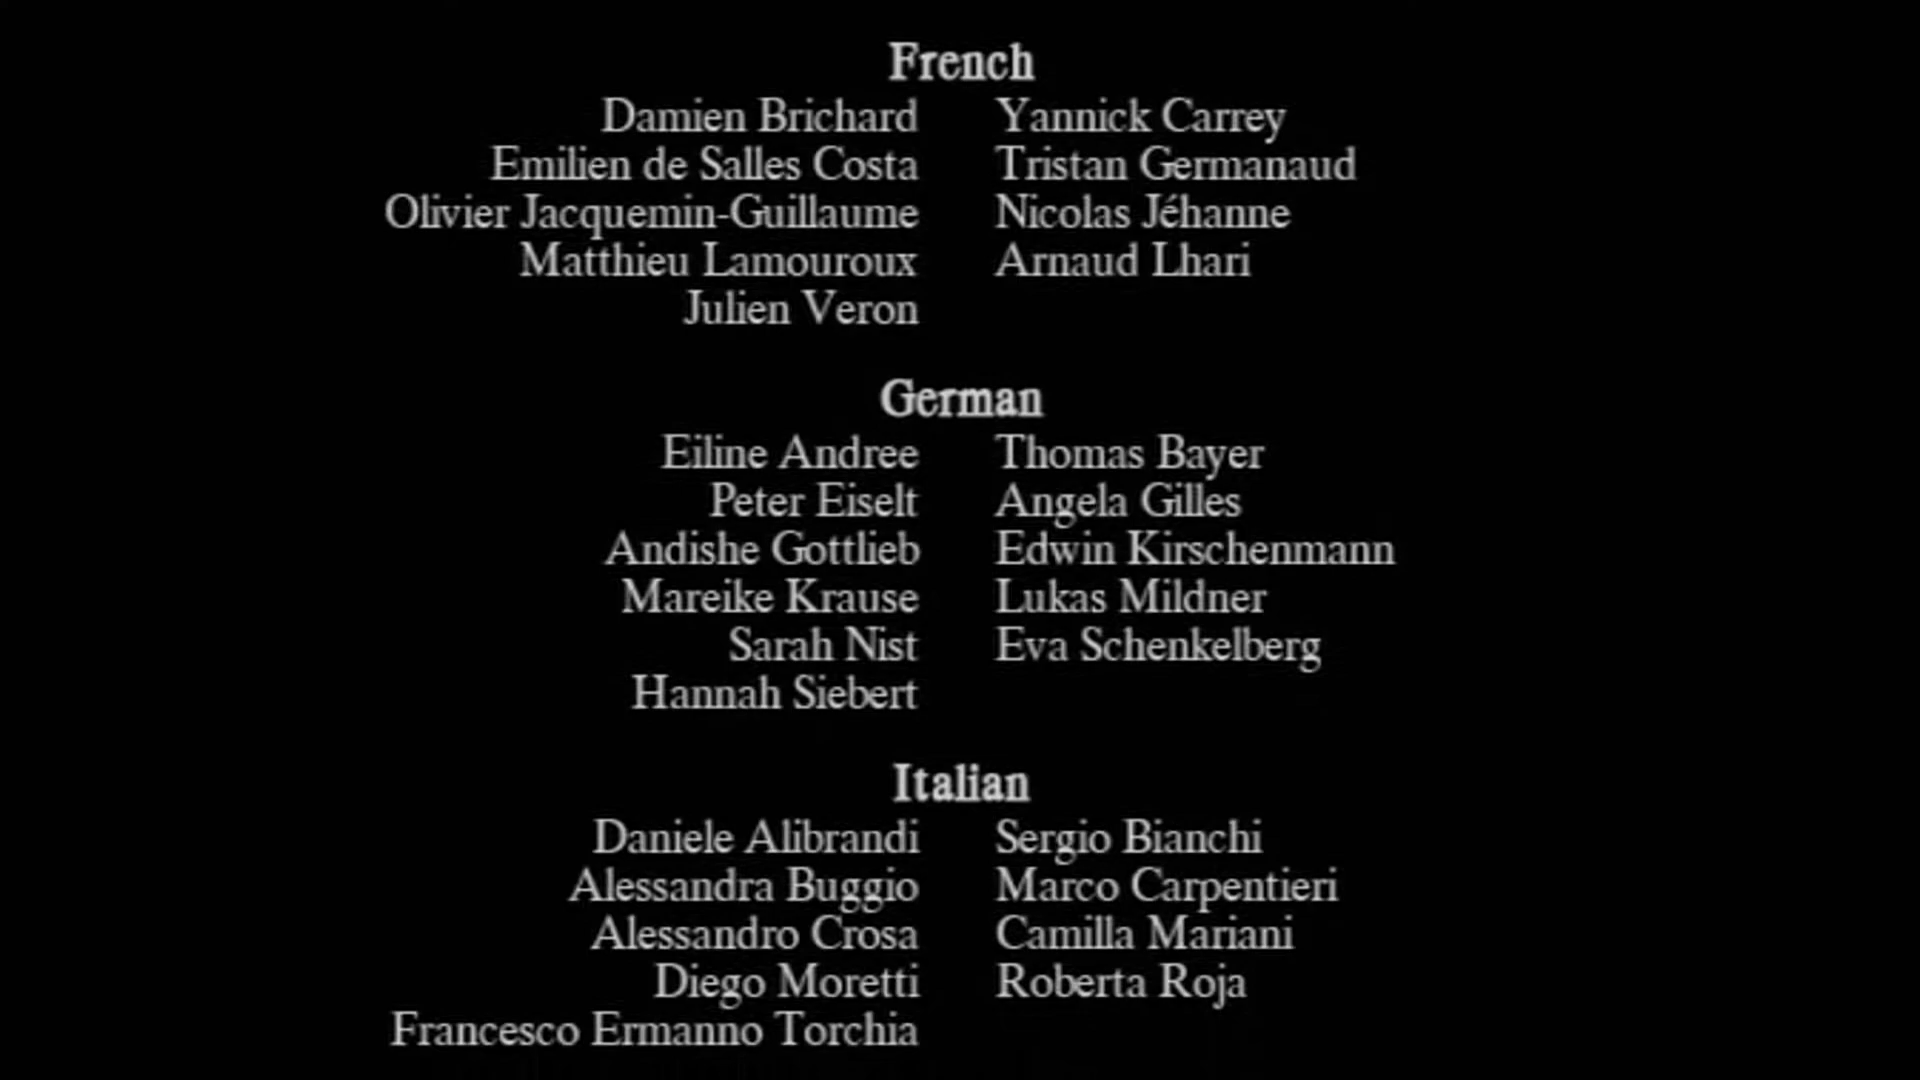 French
Damien Brichard Yannick Carrey
Emilien de Salles Costa Tristan Germanaud
Olivier Jacquemin-Guillaume Nicolas Jéhanne
Matthieu Lamouroux Arnaud Lhari
Julien Veron
German
Eiline Andree Thomas Bayer
Peter Eiselt Angela Gilles
Andishe Gottlieb Edwin Kirschenmann
Mareike Krause Lukas Mildner
Sarah Nist Eva Schenkelberg
Hannah Siebert
Italian
Daniele Alibrandi Sergio Bianchi
Alessandra Buggio Marco Carpentieri
Alessandro Crosa Camilla Mariani
Diego Moretti Roberta Roja
Francesco Ermanno Torchia